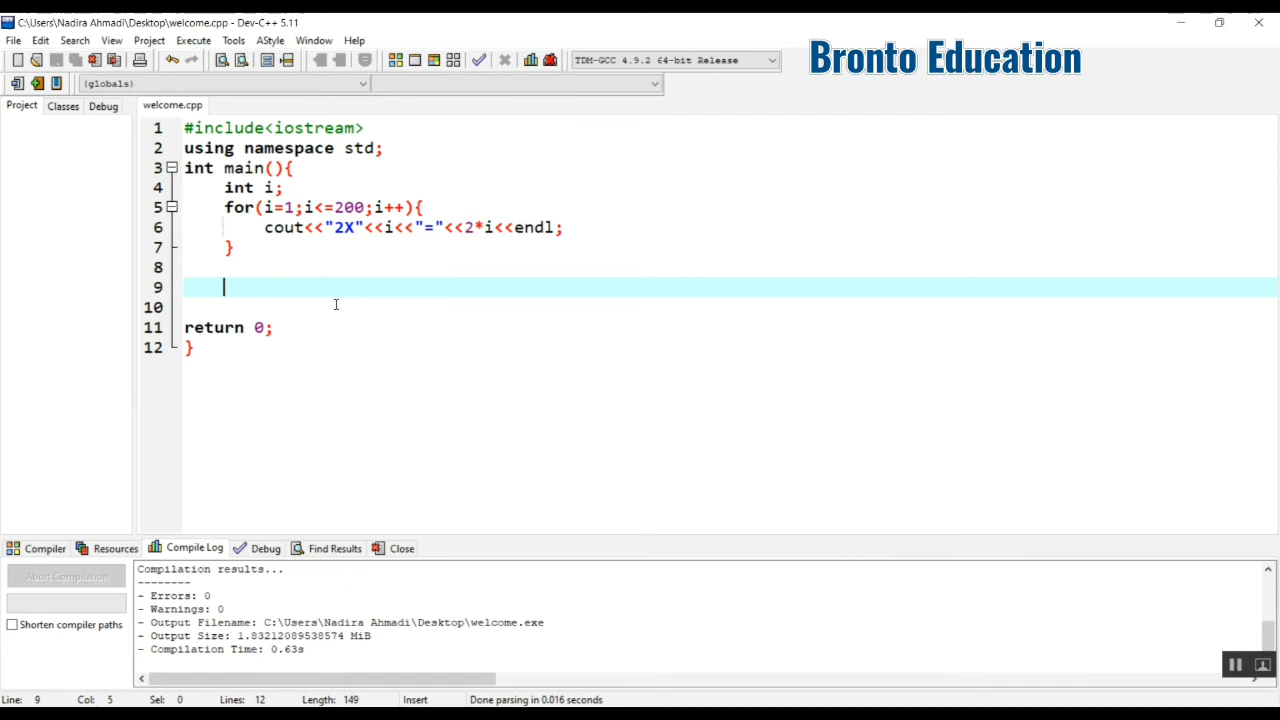 C:\Users\Nadira Ahmadi\Desktop\welcome.cpp - Dev-C++ 5.11
File Edit Search View Project Execute Tools AStyle Window Help
TDM-GCC 4.9.2 64-bit Release
Bronto Education
(globals)
Project Classes Debug welcome.cpp
1 #include<iostream>
2 using namespace std;
3 int main(){
4 int i;
5 for(i=1;i<=200;i++){
6 cout<<"2X"<<i<<"="<<2*i<<endl;
7 }
8
9
10
11 return 0;
12 }
Compiler Resources Compile Log Debug Find Results Close
Abort Compilation
Shorten compiler paths
Compilation results...
--------
- Errors: 0
- Warnings: 0
- Output Filename: C:\Users\Nadira Ahmadi\Desktop\welcome.exe
- Output Size: 1.83212089538574 MiB
- Compilation Time: 0.63s
Line: 9 Col: 5 Sel: 0 Lines: 12 Length: 149 Insert Done parsing in 0.016 seconds